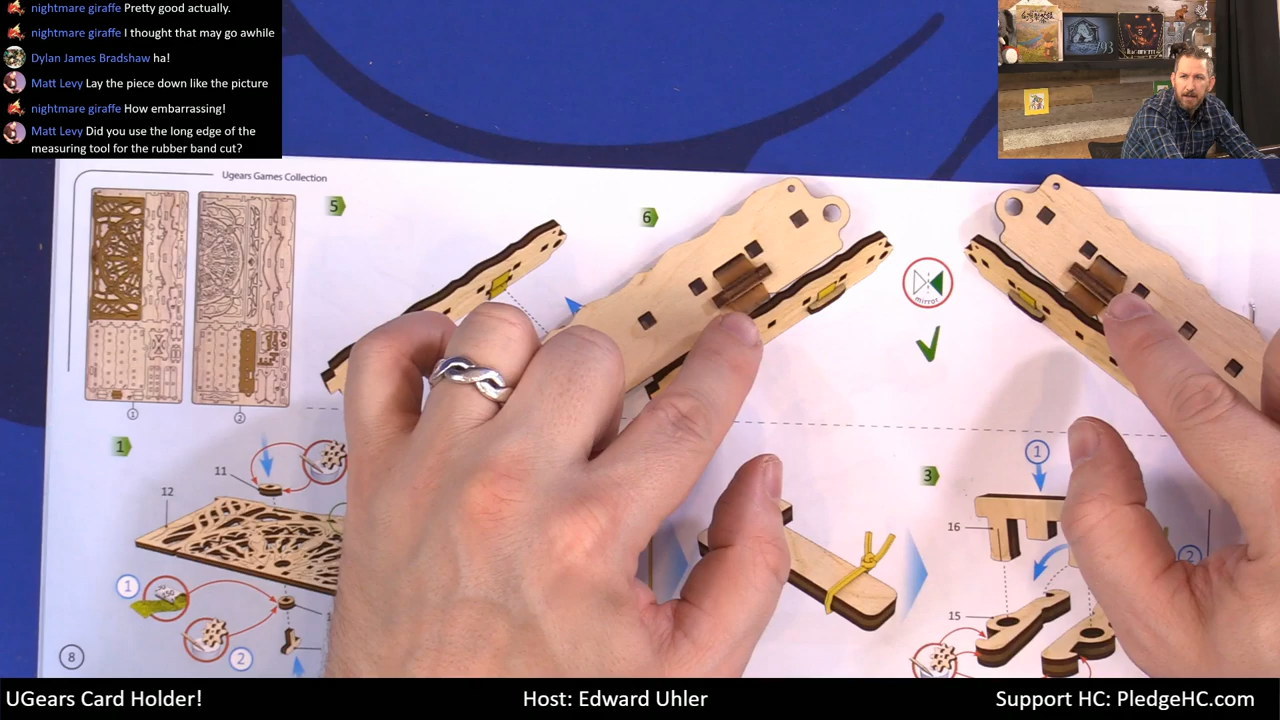 nightmare giraffe Pretty good actually.
nightmare giraffe I thought that may go awhile
Dylan James Bradshaw ha!
Matt Levy Lay the piece down like the picture
nightmare giraffe How embarrassing!
Matt Levy Did you use the long edge of the
measuring tool for the rubber band cut?
93
Ugears Games Collection
5
6
mirror
1
2
1
11
12
3
1
16
2
15
1
2
8
UGears Card Holder!
Host: Edward Uhler
Support HC: PledgeHC.com